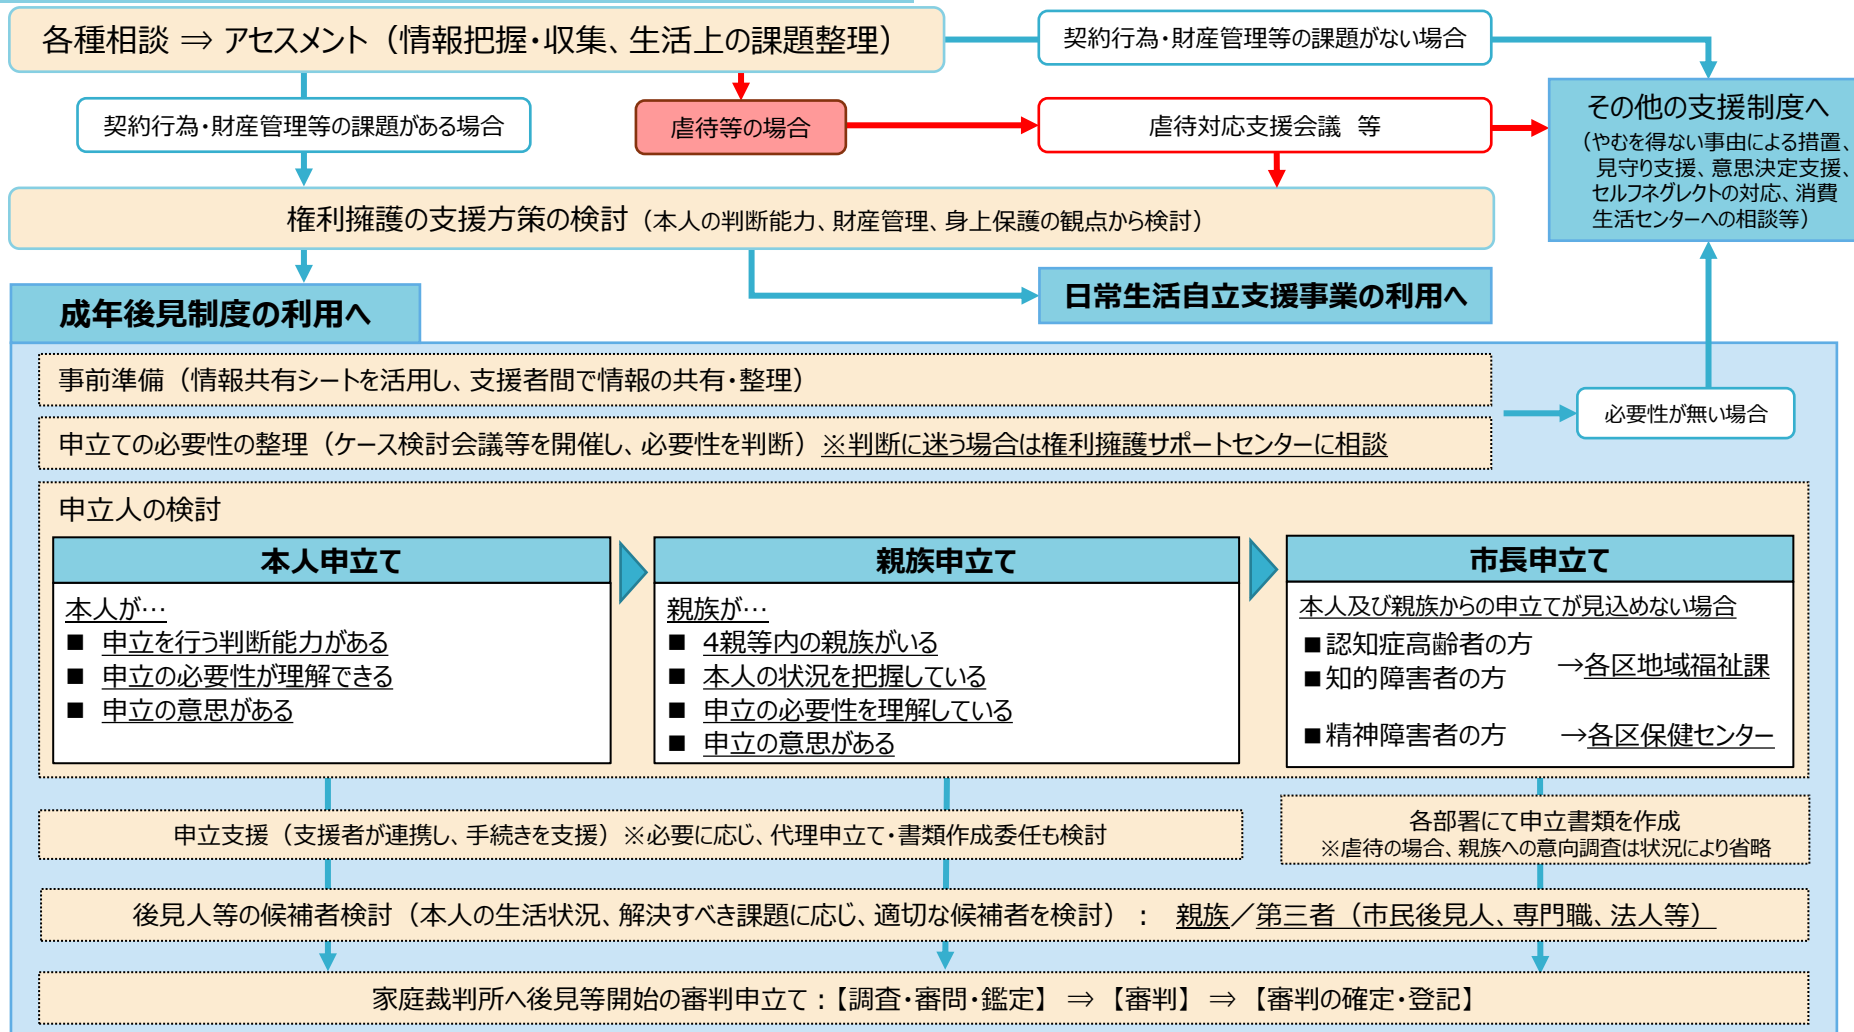 各種相談 ⇒ アセスメント（情報把握・収集、生活上の課題整理）
契約行為・財産管理等の課題がない場合
契約行為・財産管理等の課題がある場合
虐待等の場合
虐待対応支援会議 等
その他の支援制度へ
（やむを得ない事由による措置、
見守り支援、意思決定支援、
セルフネグレクトの対応、消費
生活センターへの相談等）
権利擁護の支援方策の検討（本人の判断能力、財産管理、身上保護の観点から検討）
成年後見制度の利用へ
日常生活自立支援事業の利用へ
事前準備（情報共有シートを活用し、支援者間で情報の共有・整理）
必要性が無い場合
申立ての必要性の整理（ケース検討会議等を開催し、必要性を判断）※判断に迷う場合は権利擁護サポートセンターに相談
申立人の検討
本人申立て
本人が…
■ 申立を行う判断能力がある
■ 申立の必要性が理解できる
■ 申立の意思がある
親族申立て
親族が…
■ 4親等内の親族がいる
■ 本人の状況を把握している
■ 申立の必要性を理解している
■ 申立の意思がある
市長申立て
本人及び親族からの申立てが見込めない場合
■認知症高齢者の方
■知的障害者の方
→各区地域福祉課
■精神障害者の方 →各区保健センター
申立支援（支援者が連携し、手続きを支援）※必要に応じ、代理申立て・書類作成委任も検討
各部署にて申立書類を作成
※虐待の場合、親族への意向調査は状況により省略
後見人等の候補者検討（本人の生活状況、解決すべき課題に応じ、適切な候補者を検討）： 親族／第三者（市民後見人、専門職、法人等）
家庭裁判所へ後見等開始の審判申立て：【調査・審問・鑑定】 ⇒ 【審判】 ⇒ 【審判の確定・登記】